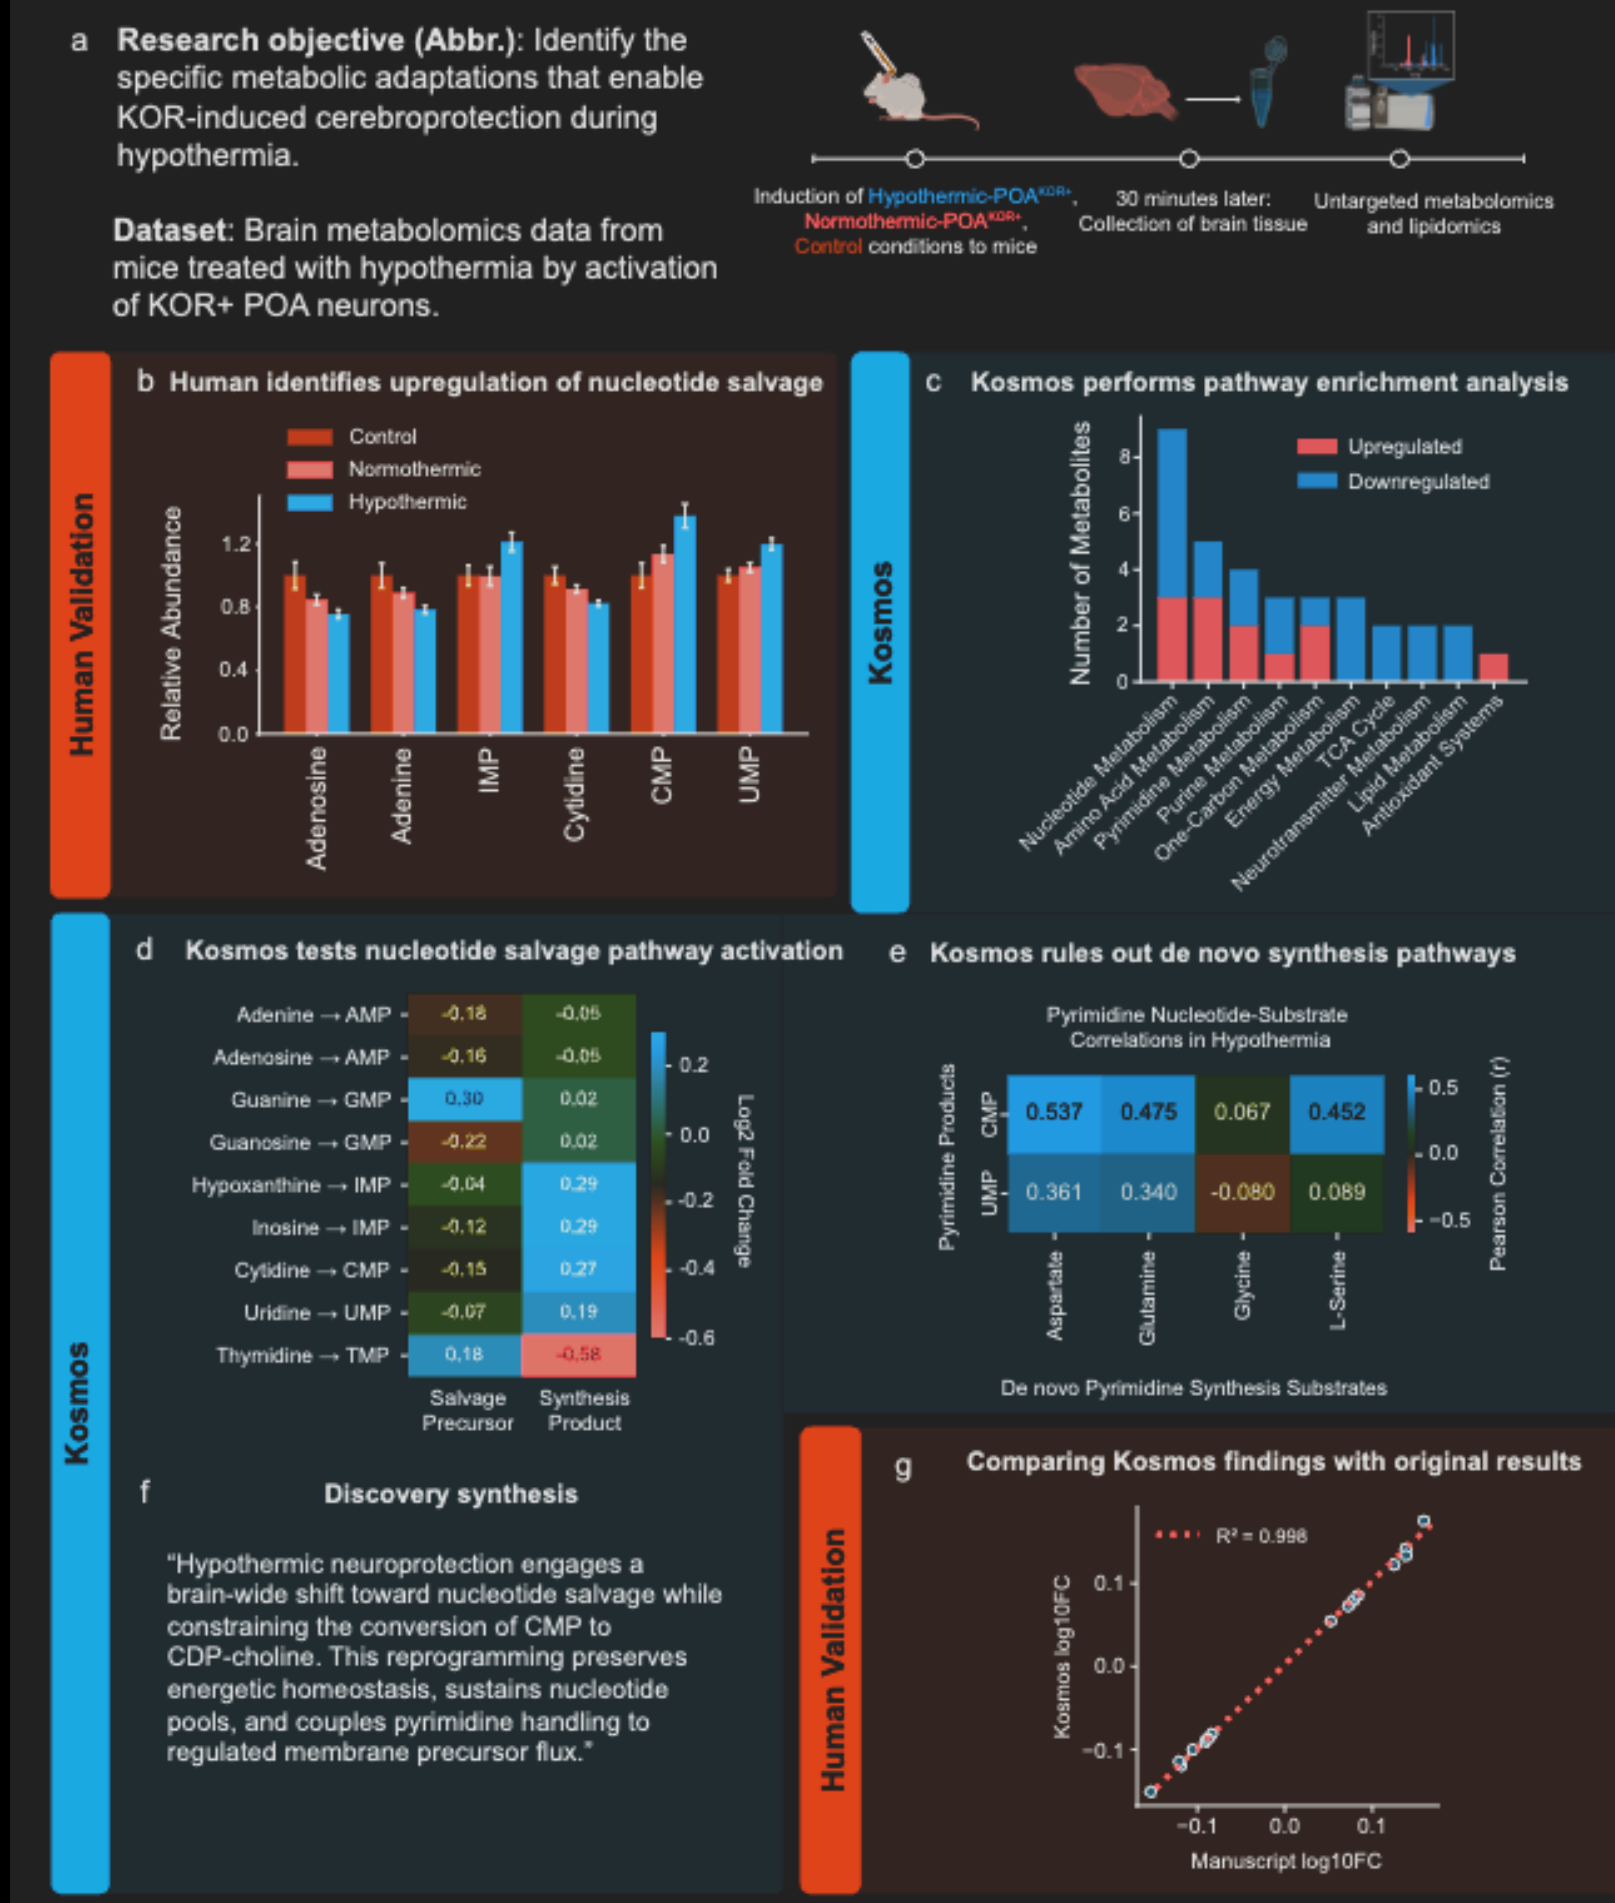 a
Research objective (Abbr.): Identify the
specific metabolic adaptations that enable
KOR-induced cerebroprotection during
hypothermia.
Dataset: Brain metabolomics data from
mice treated with hypothermia by activation
of KOR+ POA neurons.
Induction of Hypothermic-POAᴷᴼᴿ⁺,
Normothermic-POAᴷᴼᴿ⁺,
Control conditions to mice
30 minutes later:
Collection of brain tissue
Untargeted metabolomics
and lipidomics
Human Validation
b Human identifies upregulation of nucleotide salvage
Control
Normothermic
Hypothermic
Relative Abundance
1.2
0.8
0.4
0.0
Adenosine
Adenine
IMP
Cytidine
CMP
UMP
Kosmos
c Kosmos performs pathway enrichment analysis
Upregulated
Downregulated
Number of Metabolites
8
6
4
2
0
Nucleotide Metabolism
Amino Acid Metabolism
Pyrimidine Metabolism
Purine Metabolism
One-Carbon Metabolism
Energy Metabolism
TCA Cycle
Neurotransmitter Metabolism
Lipid Metabolism
Antioxidant Systems
Kosmos
d Kosmos tests nucleotide salvage pathway activation
Adenine → AMP -0.18 -0.05
Adenosine → AMP -0.16 -0.05
Guanine → GMP 0.30 0.02
Guanosine → GMP -0.22 0.02
Hypoxanthine → IMP -0.04 0.29
Inosine → IMP -0.12 0.29
Cytidine → CMP -0.15 0.27
Uridine → UMP -0.07 0.19
Thymidine → TMP 0.18 -0.58
Salvage
Precursor
Synthesis
Product
0.2
0.0
-0.2
-0.4
-0.6
Log2 Fold Change
e Kosmos rules out de novo synthesis pathways
Pyrimidine Nucleotide-Substrate
Correlations in Hypothermia
Pyrimidine Products
CMP 0.537 0.475 0.067 0.452
UMP 0.361 0.340 -0.080 0.089
Aspartate
Glutamine
Glycine
L-Serine
De novo Pyrimidine Synthesis Substrates
0.5
0.0
−0.5
Pearson Correlation (r)
f Discovery synthesis
“Hypothermic neuroprotection engages a
brain-wide shift toward nucleotide salvage while
constraining the conversion of CMP to
CDP-choline. This reprogramming preserves
energetic homeostasis, sustains nucleotide
pools, and couples pyrimidine handling to
regulated membrane precursor flux.”
Human Validation
g Comparing Kosmos findings with original results
R² = 0.998
Kosmos log10FC
0.1
0.0
−0.1
−0.1
0.0
0.1
Manuscript log10FC